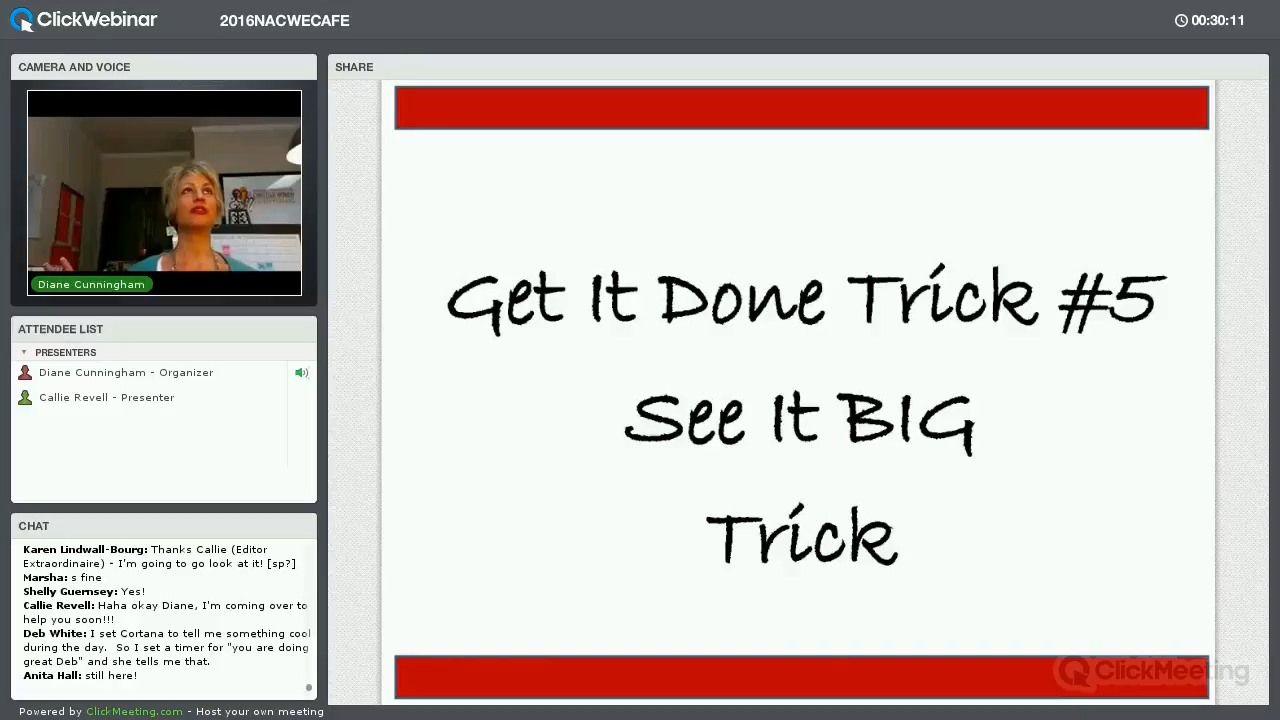 ClickWebinar
2016NACWECAFE
00:30:11
CAMERA AND VOICE
SHARE
Diane Cunningham
ATTENDEE LIST
PRESENTERS
Diane Cunningham - Organizer
Callie Revell - Presenter
CHAT
Karen Lindwall-Bourg: Thanks Callie (Editor
Extraordinaire) - I'm going to go look at it! [sp?]
Marsha: s fine
Shelly Guernsey: Yes!
Callie Revell: Haha okay Diane, I'm coming over to
help you soon!!!
Deb White: I set Cortana to tell me something cool
during the day. So I set a timer for "you are doing
great Deb" and she tells me that.
Anita Hill: still here!
Get It Done Trick #5
See It BIG
Trick
ClickMeeting
Powered by ClickMeeting.com - Host your own meeting